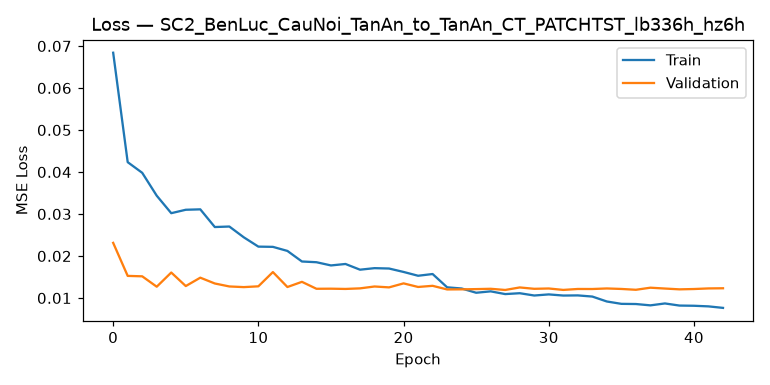 Loss — SC2_BenLuc_CauNoi_TanAn_to_TanAn_CT_PATCHTST_lb336h_hz6h
0.07
0.06
0.05
0.04
0.03
0.02
0.01
MSE Loss
Train
Validation
0
10
20
30
40
Epoch